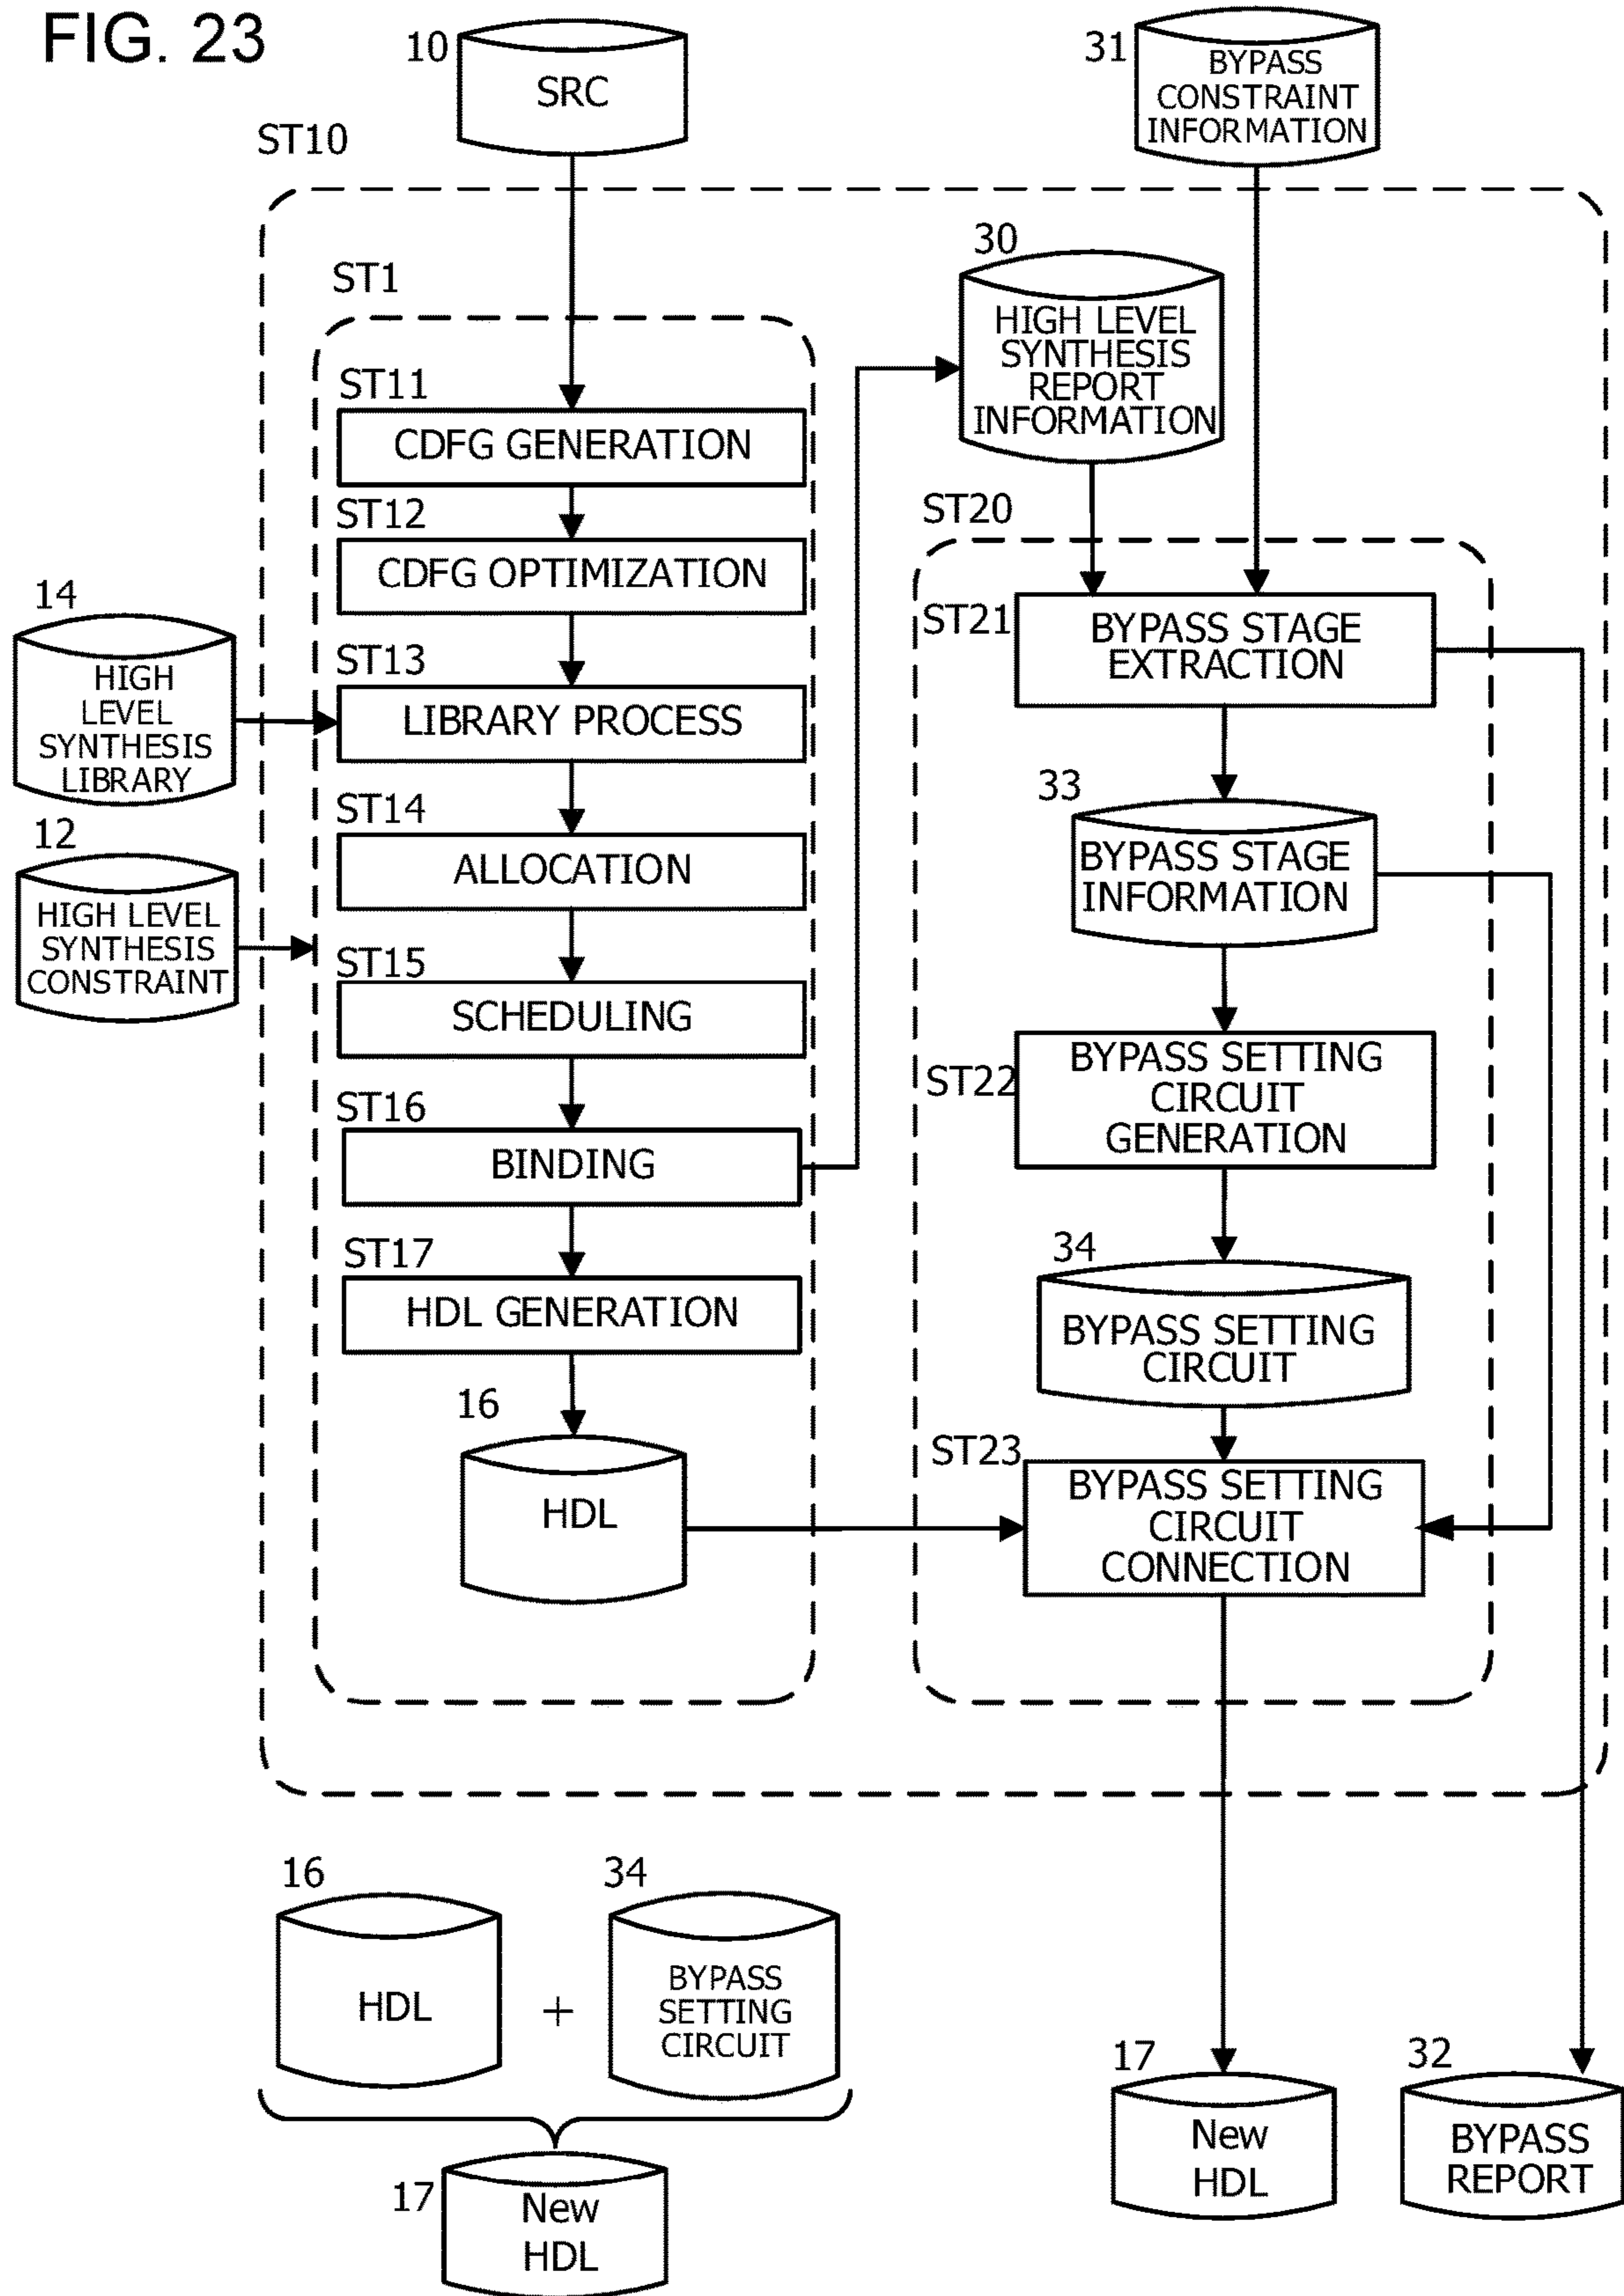 FIG. 23
10
SRC
31
BYPASS
CONSTRAINT
INFORMATION
ST10
30
HIGH LEVEL
SYNTHESIS
REPORT
INFORMATION
ST1
ST11
CDFG GENERATION
ST12
CDFG OPTIMIZATION
14
HIGH
LEVEL
SYNTHESIS
LIBRARY
ST13
LIBRARY PROCESS
12
HIGH LEVEL
SYNTHESIS
CONSTRAINT
ST14
ALLOCATION
ST15
SCHEDULING
ST16
BINDING
ST17
HDL GENERATION
16
HDL
ST20
ST21
BYPASS STAGE
EXTRACTION
33
BYPASS STAGE
INFORMATION
ST22
BYPASS SETTING
CIRCUIT
GENERATION
34
BYPASS SETTING
CIRCUIT
ST23
BYPASS SETTING
CIRCUIT
CONNECTION
16
HDL
+
34
BYPASS
SETTING
CIRCUIT
17
New
HDL
17
New
HDL
32
BYPASS
REPORT